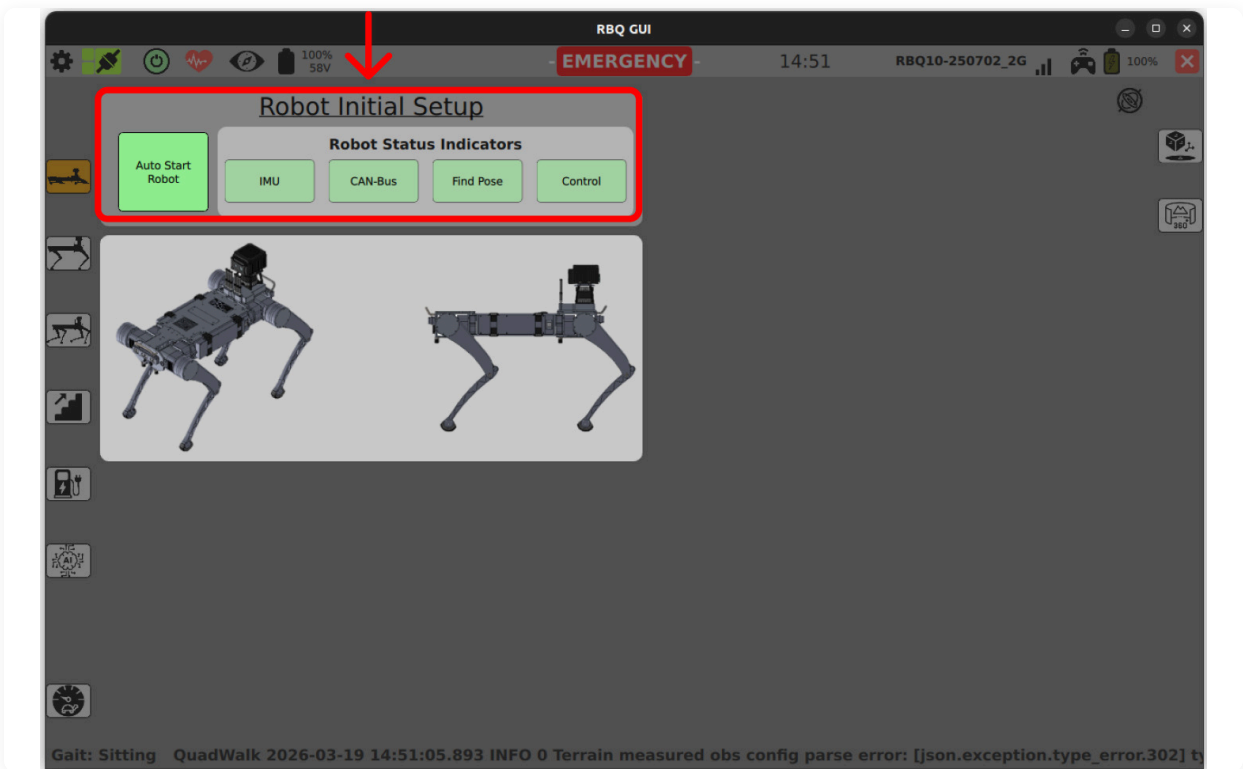 RBQ GUI
100%
58V
- EMERGENCY -
14:51
RBQ10-250702_2G
100%
Robot Initial Setup
Auto Start
Robot
Robot Status Indicators
IMU CAN-Bus Find Pose Control
360
AI
Gait: Sitting QuadWalk 2026-03-19 14:51:05.893 INFO 0 Terrain measured obs config parse error: [json.exception.type_error.302] ty